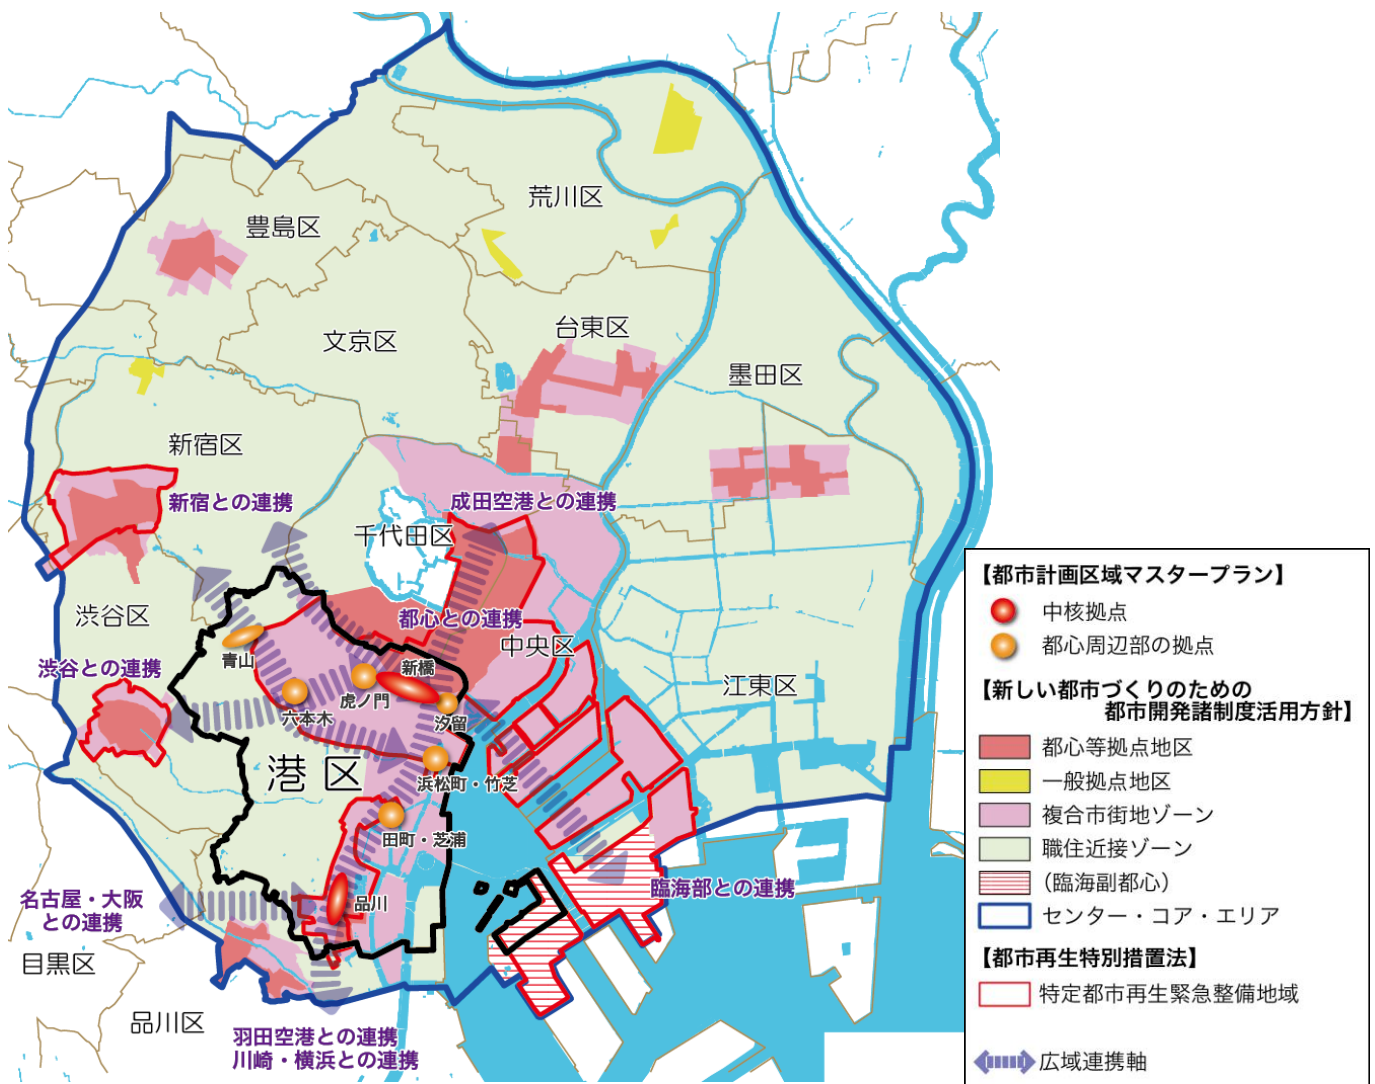 荒川区
豊島区
文京区
台東区
墨田区
新宿区
新宿との連携
成田空港との連携
千代田区
渋谷区
都心との連携
中央区
渋谷との連携
青山
新橋
虎ノ門
六本木
汐留
江東区
港区
浜松町・竹芝
田町・芝浦
名古屋・大阪
との連携
品川
臨海部との連携
目黒区
品川区
羽田空港との連携
川崎・横浜との連携
【都市計画区域マスタープラン】
中核拠点
都心周辺部の拠点
【新しい都市づくりのための
都市開発諸制度活用方針】
都心等拠点地区
一般拠点地区
複合市街地ゾーン
職住近接ゾーン
(臨海副都心)
センター・コア・エリア
【都市再生特別措置法】
特定都市再生緊急整備地域
広域連携軸